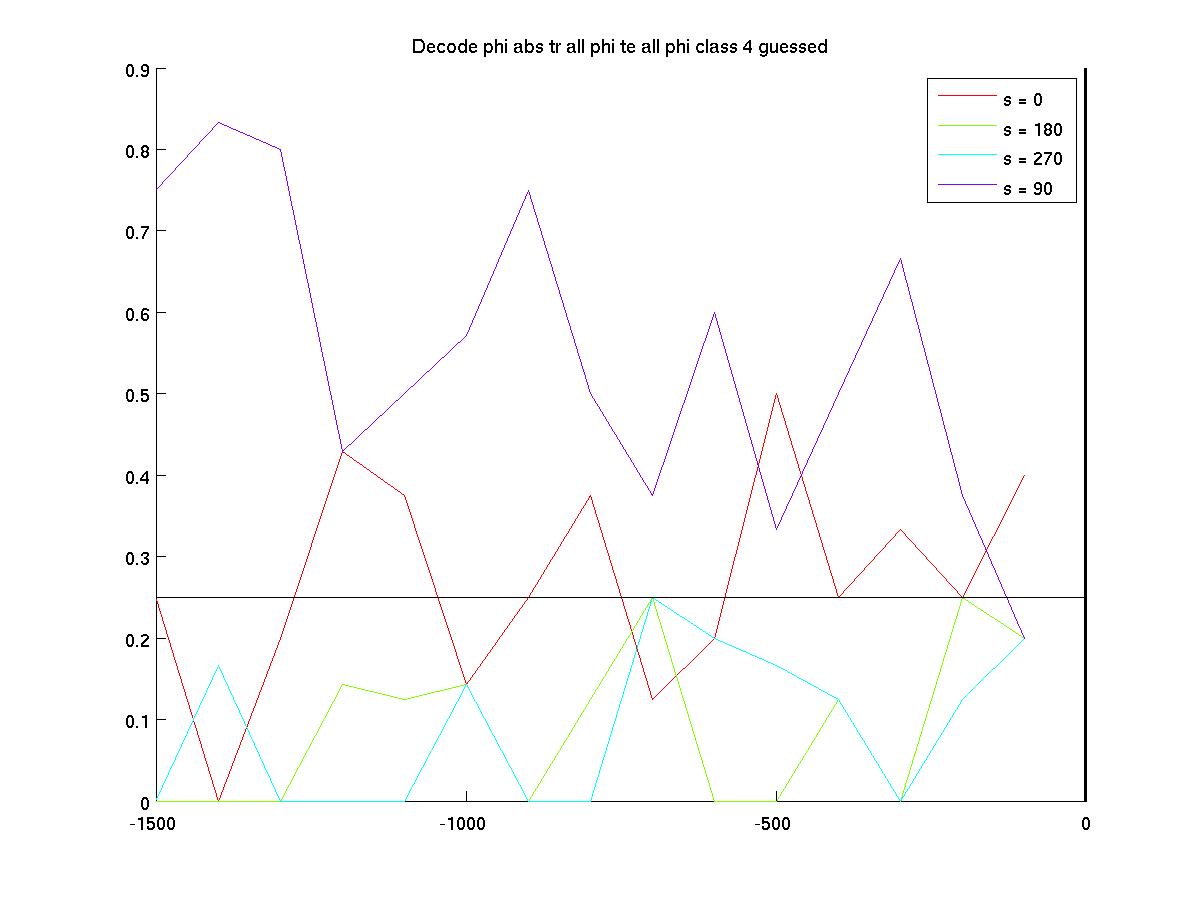 Decode phi abs tr all phi te all phi class 4 guessed
0.9
s = 0
s = 180
s = 270
s = 90
0.8
0.7
0.6
0.5
0.4
0.3
0.2
0.1
0
-1500
-1000
-500
0